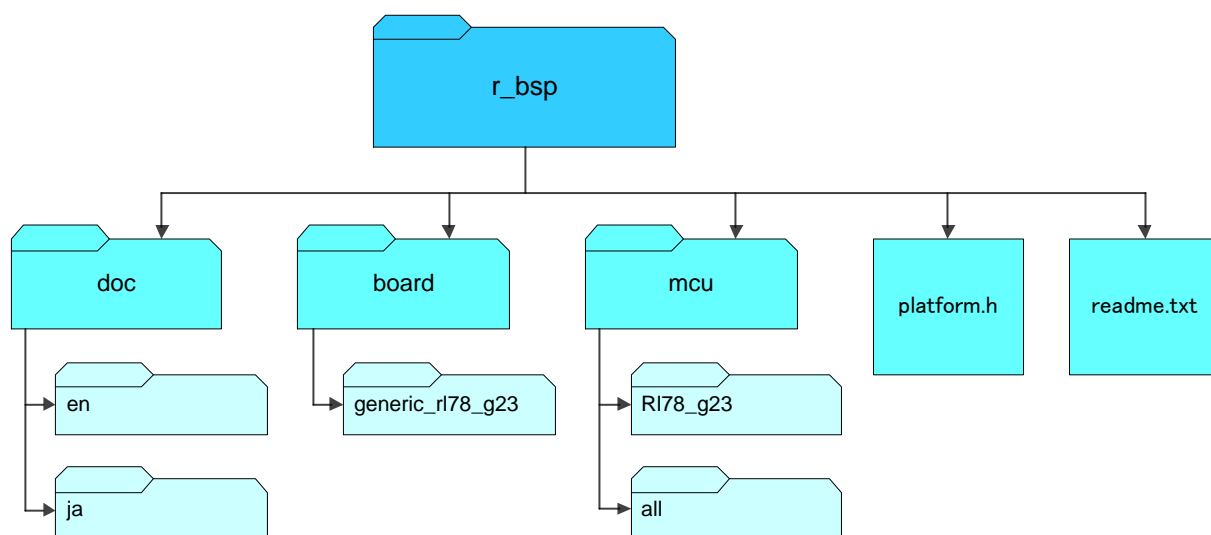 r_bsp
doc
board
mcu
platform.h
readme.txt
en
generic_rl78_g23
Rl78_g23
ja
all